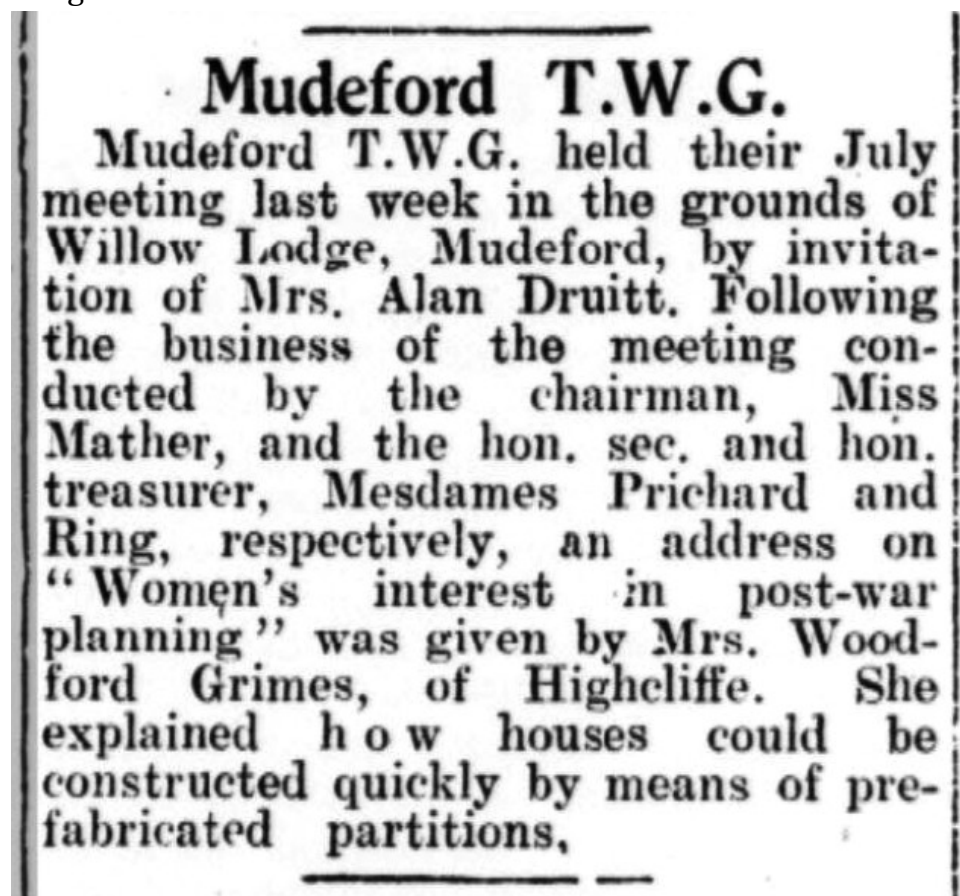 Mudeford T.W.G.
Mudeford T.W.G. held their July
meeting last week in the grounds of
Willow Lodge, Mudeford, by invita-
tion of Mrs. Alan Druitt. Following
the business of the meeting con-
ducted by the chairman, Miss
Mather, and the hon. sec. and hon.
treasurer, Mesdames Prichard and
Ring, respectively, an address on
“Women's interest in post-war
planning” was given by Mrs. Wood-
ford Grimes, of Highcliffe. She
explained how houses could be
constructed quickly by means of pre-
fabricated partitions.